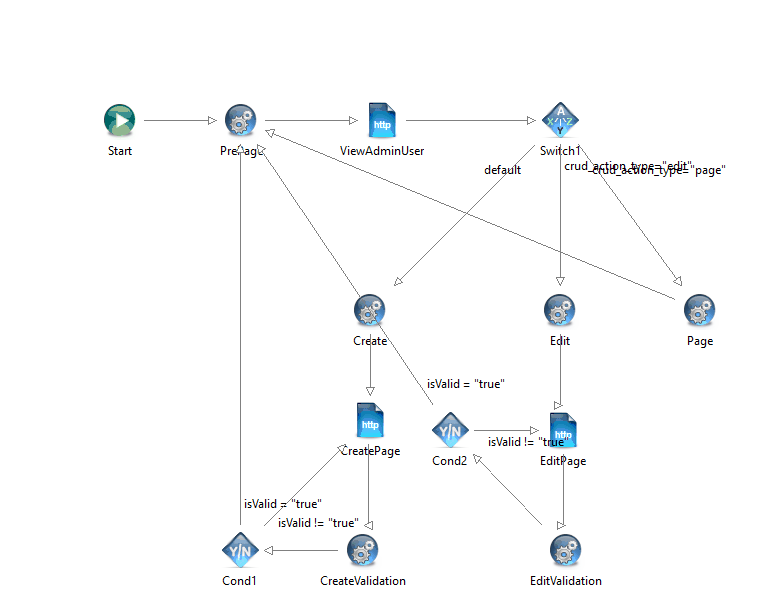 Start
PrePage
ViewAdminUser
Switch1
default
crud_action_type="edit"
crud_action_type="page"
Create
Edit
Page
isValid = "true"
CreatePage
Cond2
isValid != "true"
EditPage
isValid = "true"
isValid != "true"
Cond1
CreateValidation
EditValidation
http
http
http
Y/N
Y/N
A
X Z
Y